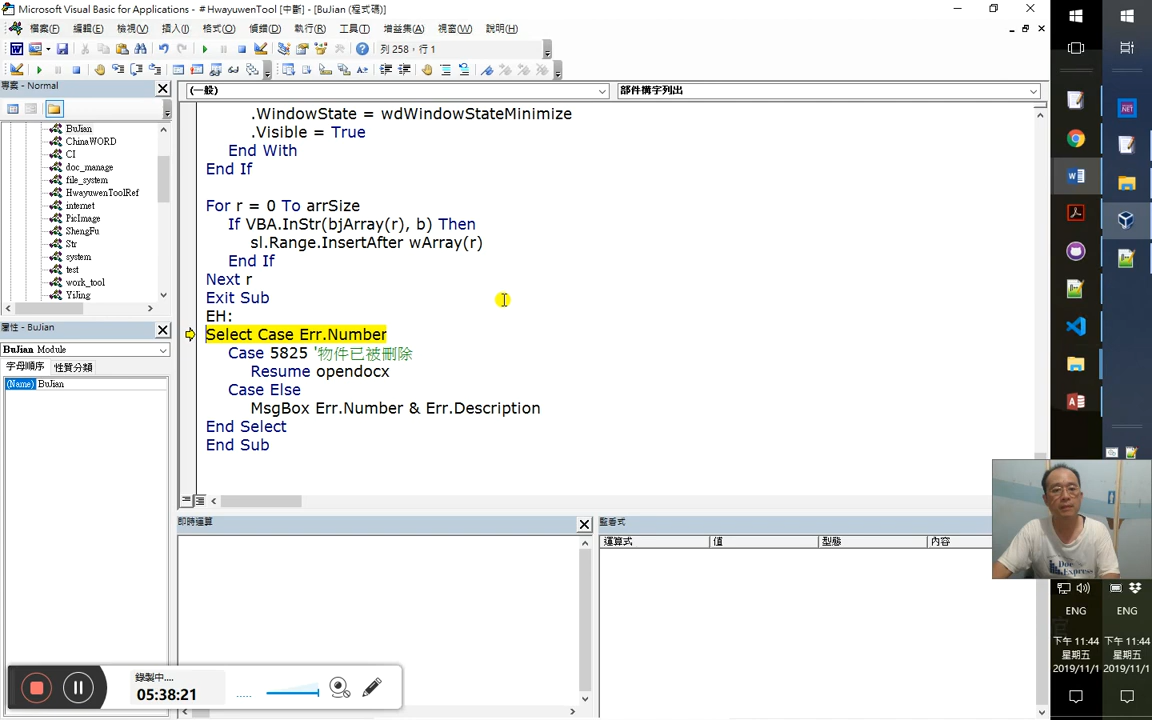 Microsoft Visual Basic for Applications - # HwayuwenTool [中斷] - [BuJian (程式碼)]
檔案(F) 編輯(E) 檢視(V) 插入(I) 格式(O) 偵錯(D) 執行(R) 工具(T) 增益集(A) 視窗(W) 說明(H)
列 258，行 1
專案 - Normal
(一般)
部件構字列出
BuJian
ChinaWORD
CI
doc_manage
file_system
HwayuwenToolRef
internet
PicImage
ShengFu
Str
system
test
work_tool
YiJing
.WindowState = wdWindowStateMinimize
.Visible = True
End With
End If
For r = 0 To arrSize
If VBA.InStr(bjArray(r), b) Then
sl.Range.InsertAfter wArray(r)
End If
Next r
Exit Sub
EH:
Select Case Err.Number
Case 5825 '物件已被刪除
Resume opendocx
Case Else
MsgBox Err.Number & Err.Description
End Select
End Sub
屬性 - BuJian
BuJian Module
字母順序 性質分類
(Name) BuJian
即時運算
監看式
運算式 值 型態 內容
錄製中....
05:38:21
ENG
下午 11:44
星期五
2019/11/1
ENG
下午 11:44
星期五
2019/11/1